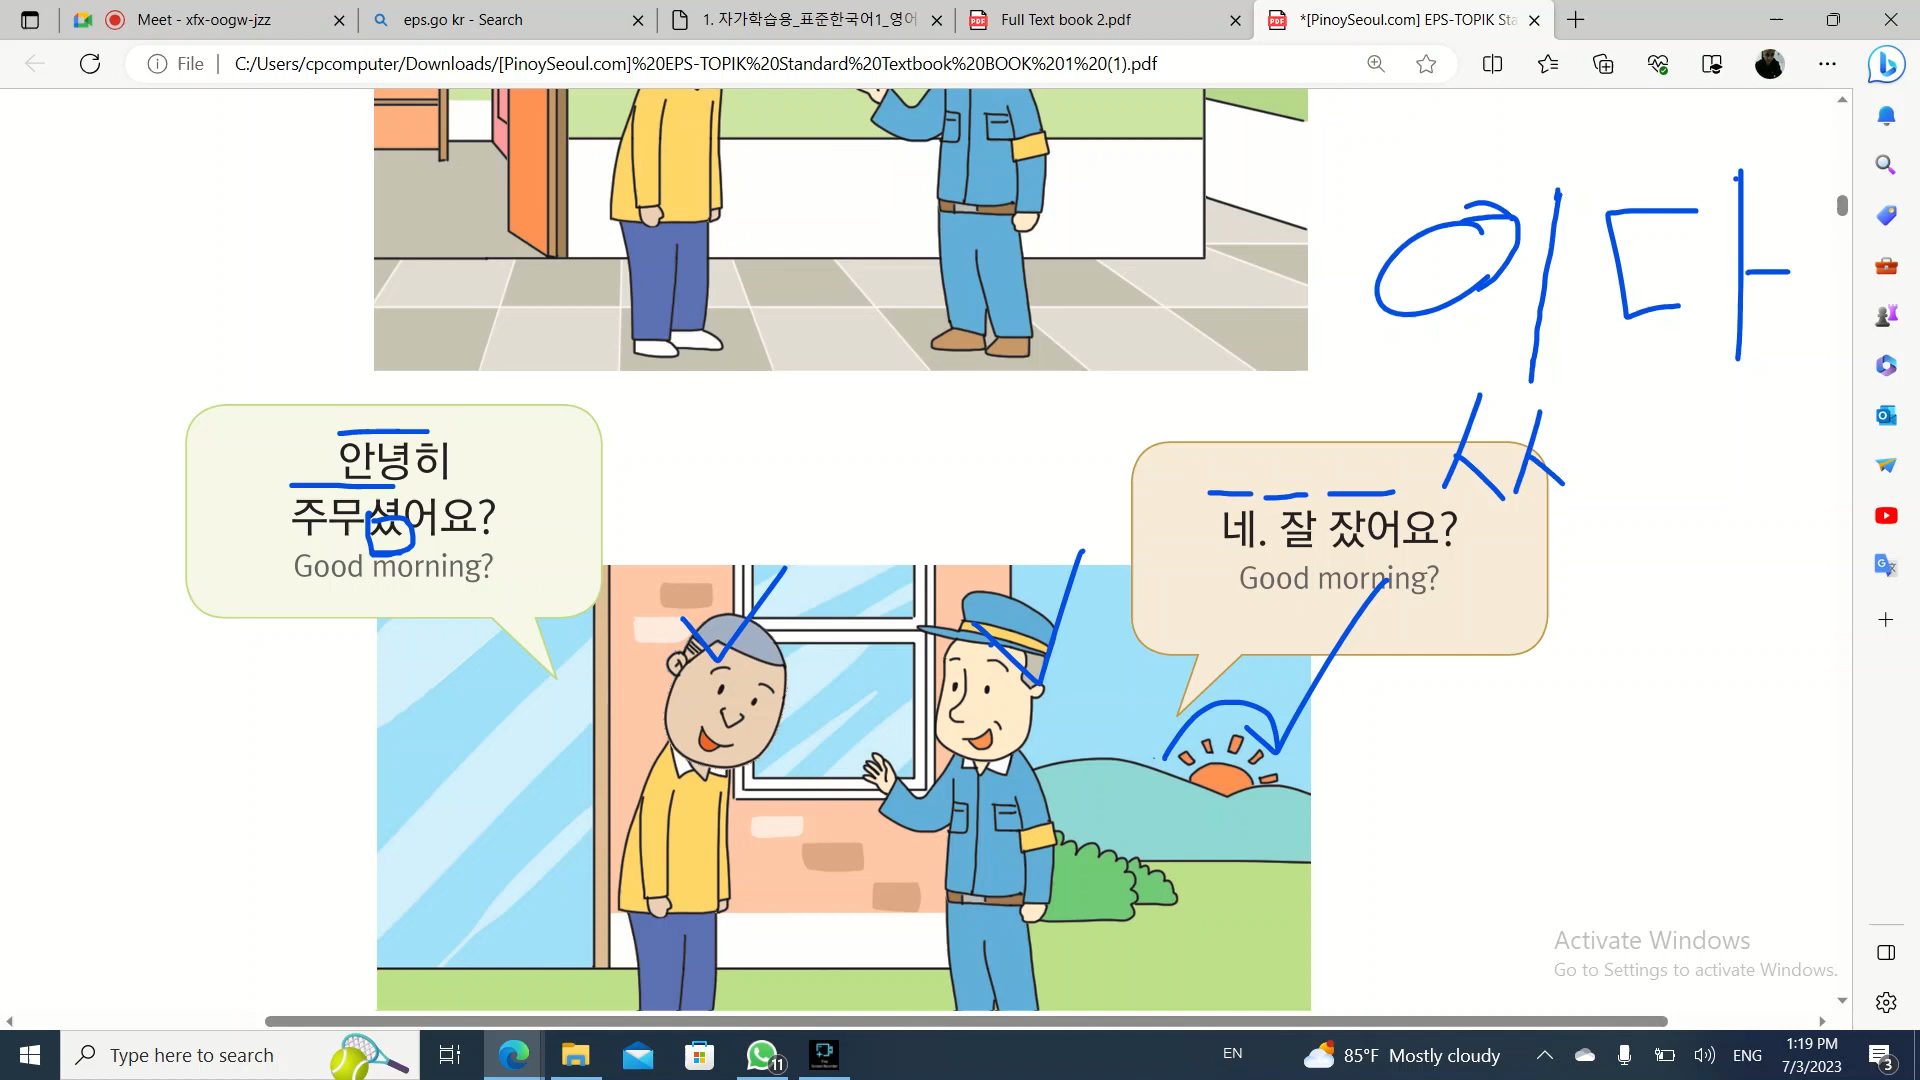 Meet - xfx-oogw-jzz
eps.go kr - Search
1. 자가학습용_표준한국어1_영어
Full Text book 2.pdf
*[PinoySeoul.com] EPS-TOPIK Sta
File
C:/Users/cpcomputer/Downloads/[PinoySeoul.com]%20EPS-TOPIK%20Standard%20Textbook%20BOOK%201%20(1).pdf
이다
ㅆ
안녕히
주무셨어요?
Good morning?
네. 잘 잤어요?
Good morning?
Activate Windows
Go to Settings to activate Windows.
Type here to search
11
EN
85°F Mostly cloudy
ENG
1:19 PM
7/3/2023
3